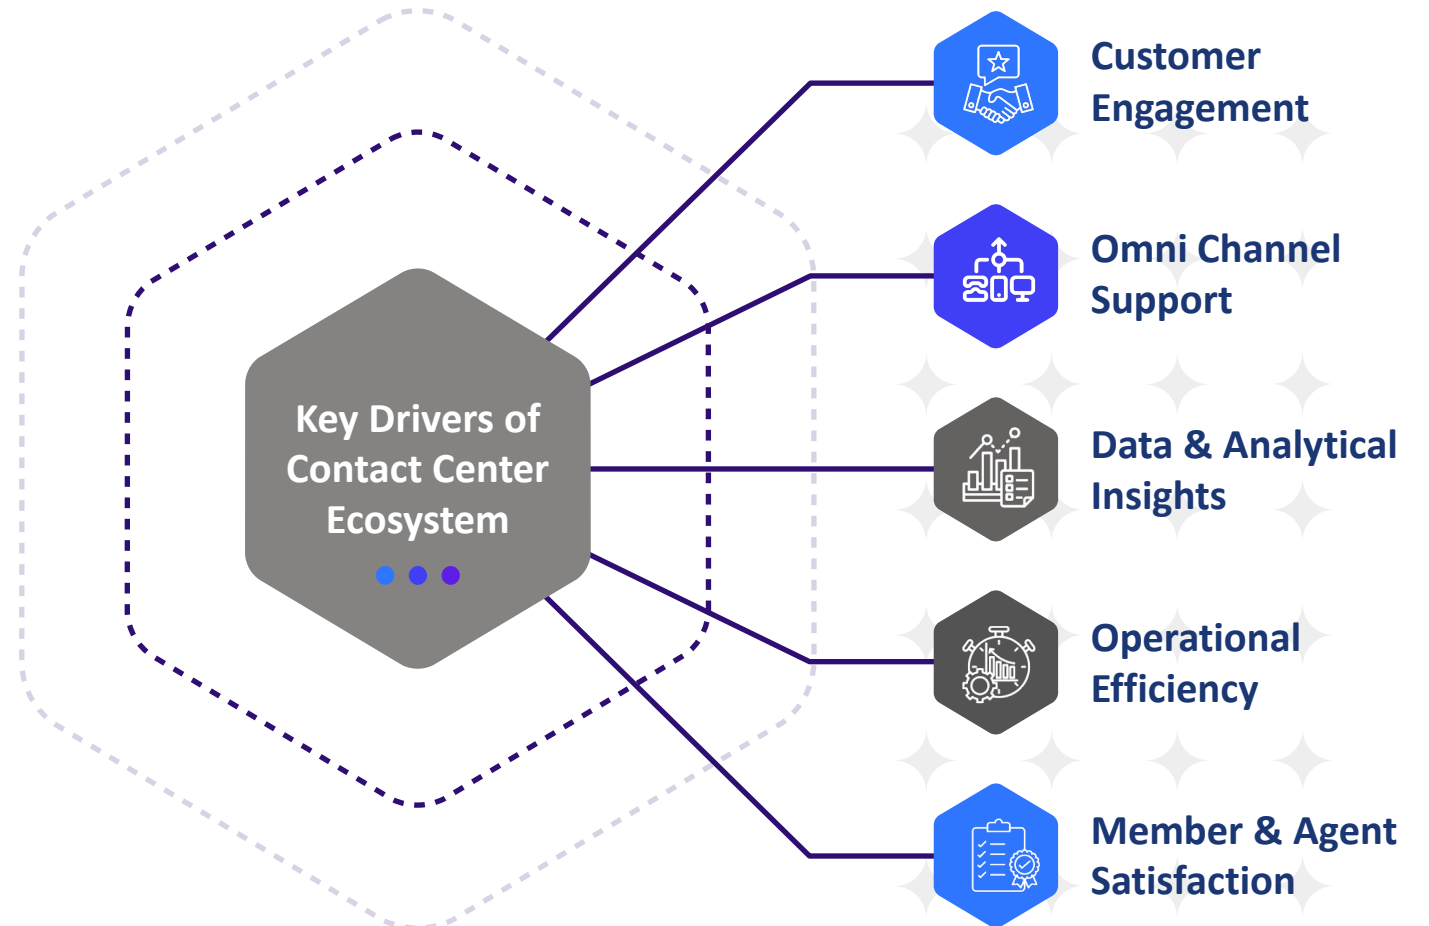 Key Drivers of
Contact Center
Ecosystem
Customer
Engagement
Omni Channel
Support
Data & Analytical
Insights
Operational
Efficiency
Member & Agent
Satisfaction